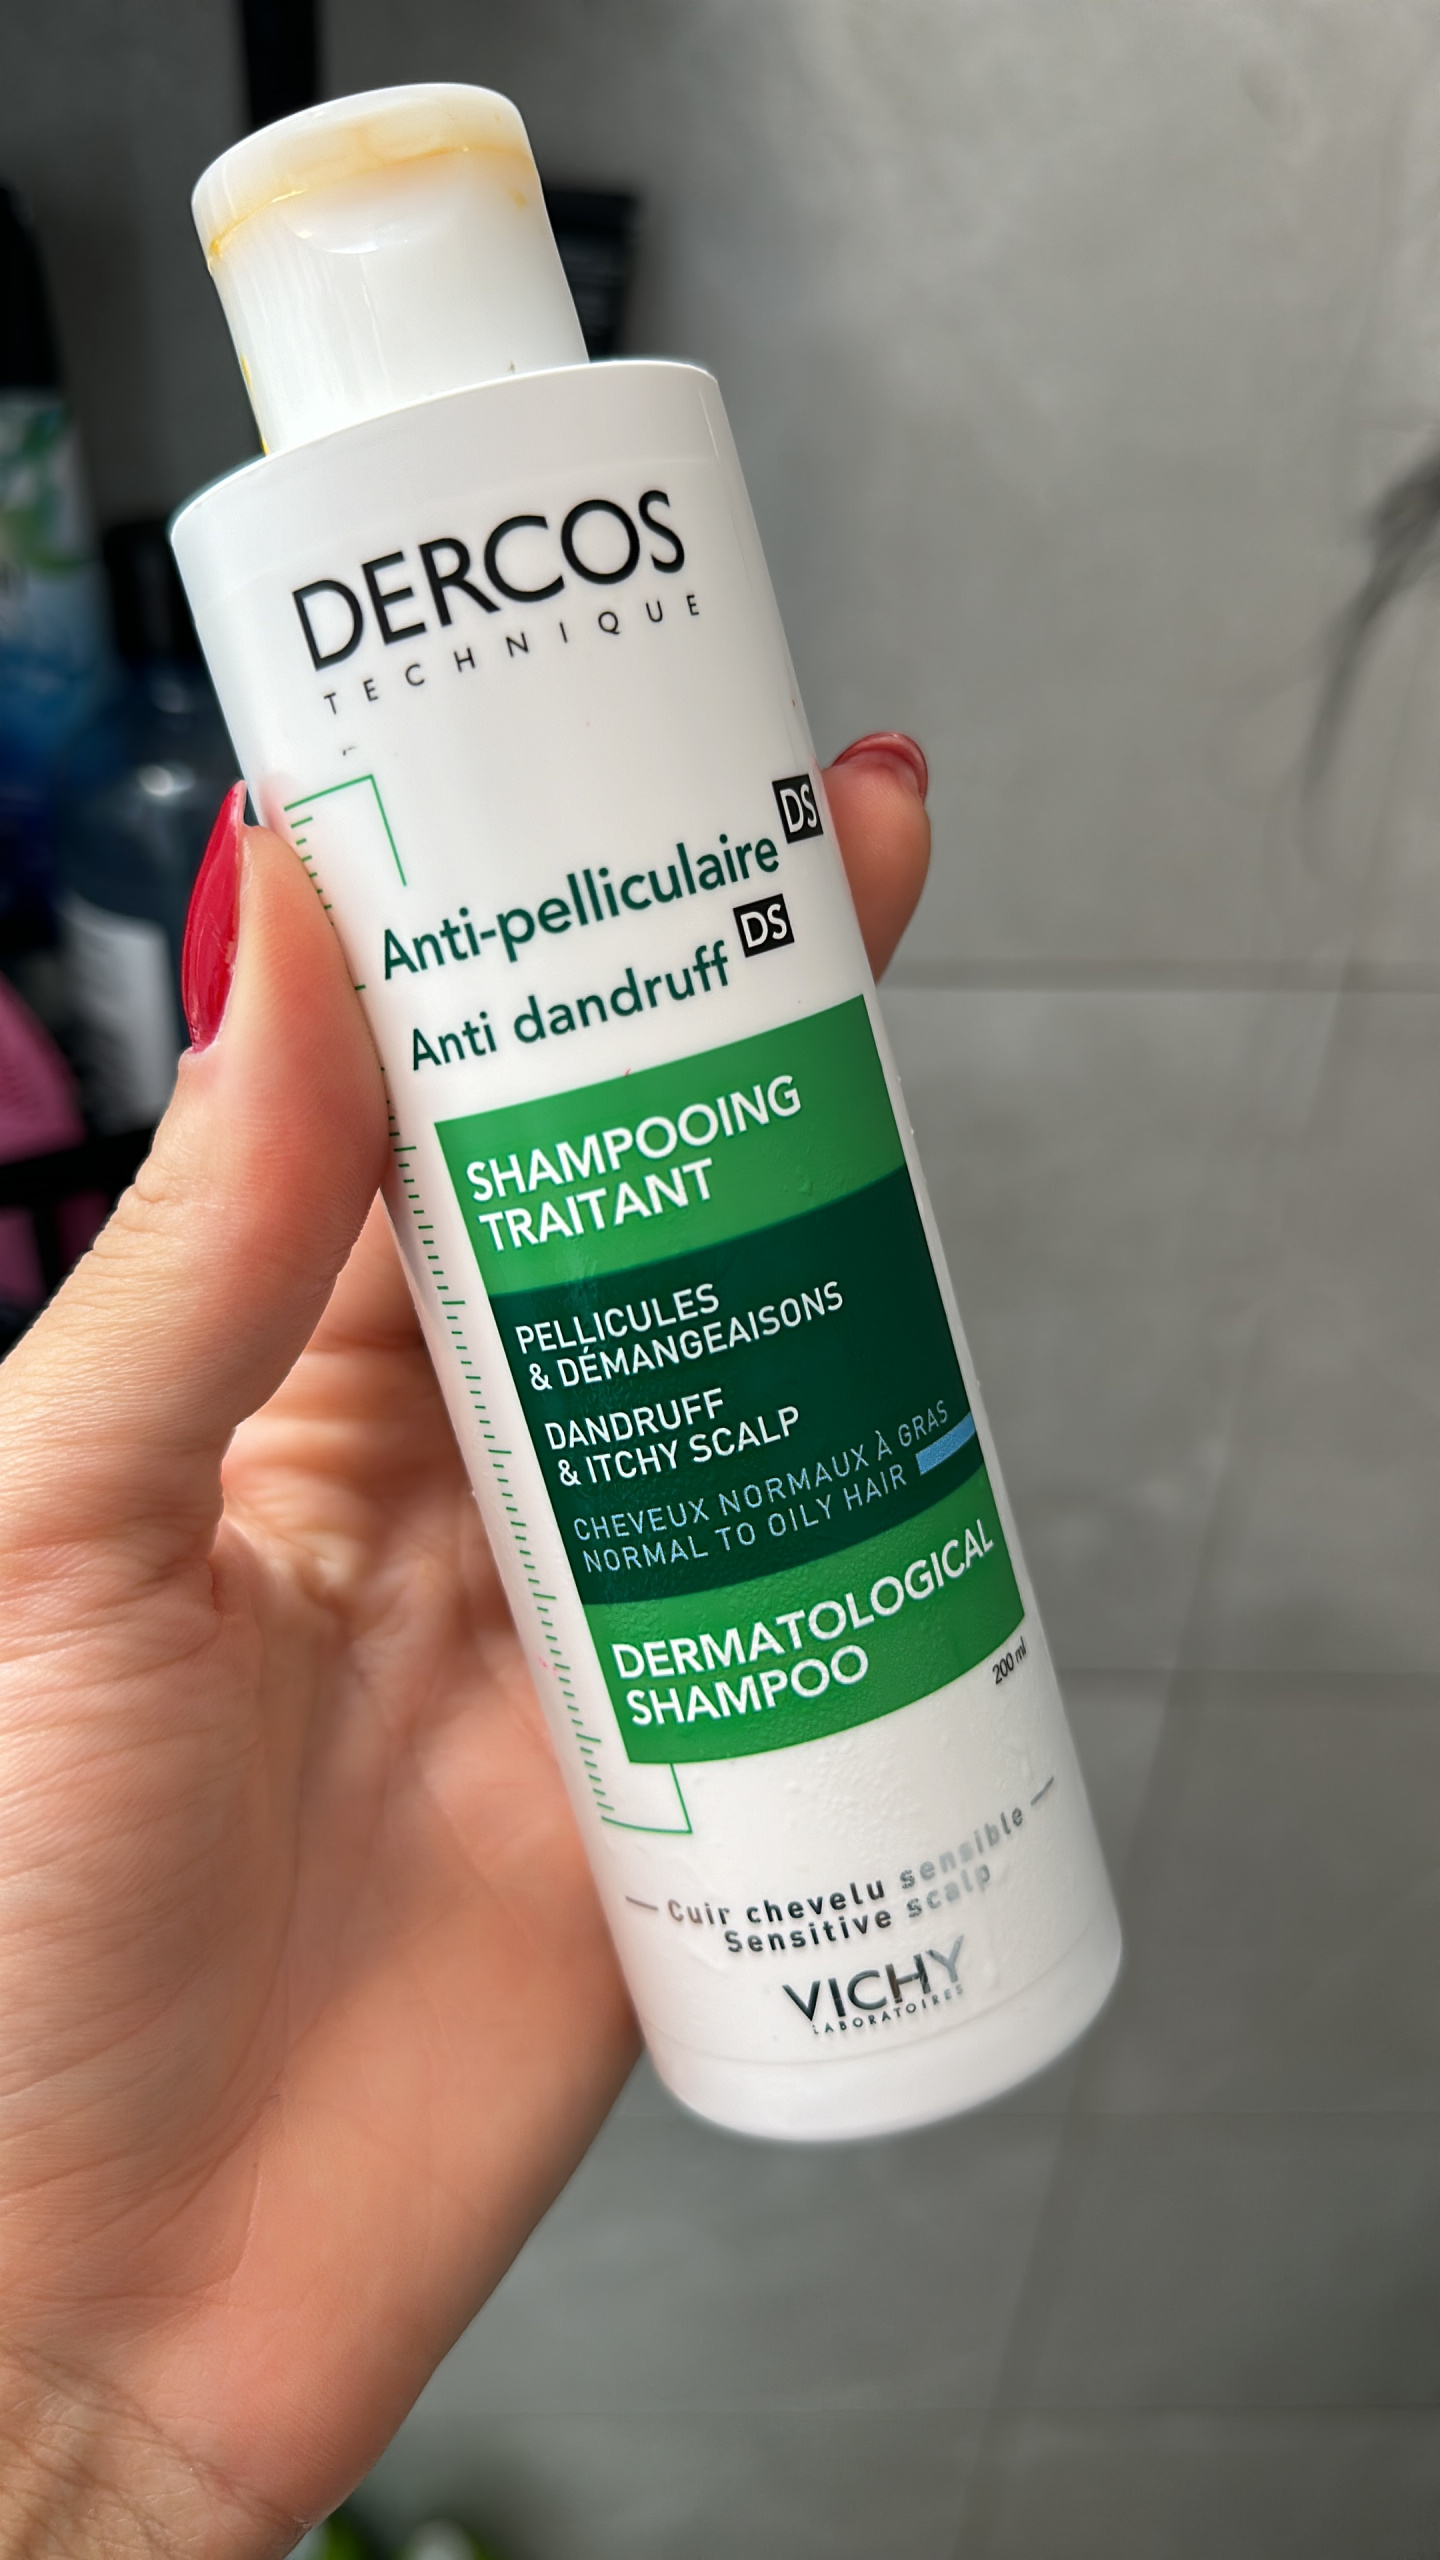 DERCOS
TECHNIQUE
Anti-pelliculaire DS
Anti dandruff DS
SHAMPOOING
TRAITANT
PELLICULES
& DÉMANGEAISONS
DANDRUFF
& ITCHY SCALP
CHEVEUX NORMAUX À GRAS
NORMAL TO OILY HAIR
DERMATOLOGICAL
SHAMPOO
200 ml
Cuir chevelu sensible
Sensitive scalp
VICHY
LABORATOIRES